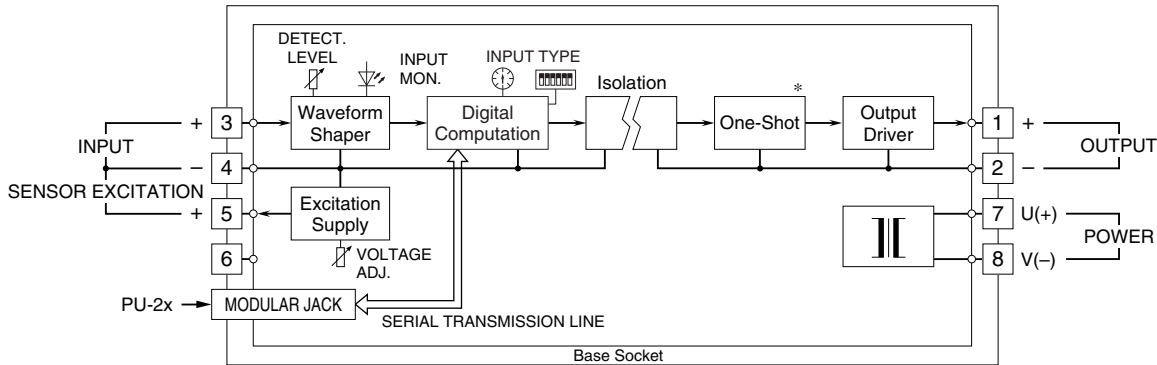 DETECT.
LEVEL
INPUT
MON.
INPUT TYPE
Isolation
*
INPUT
+ 3
Waveform
Shaper
Digital
Computation
One-Shot
Output
Driver
1 +
OUTPUT
− 4
2 −
SENSOR EXCITATION
+ 5
Excitation
Supply
7 U(+)
POWER
6
VOLTAGE
ADJ.
8 V(–)
PU-2x
MODULAR JACK
SERIAL TRANSMISSION LINE
Base Socket